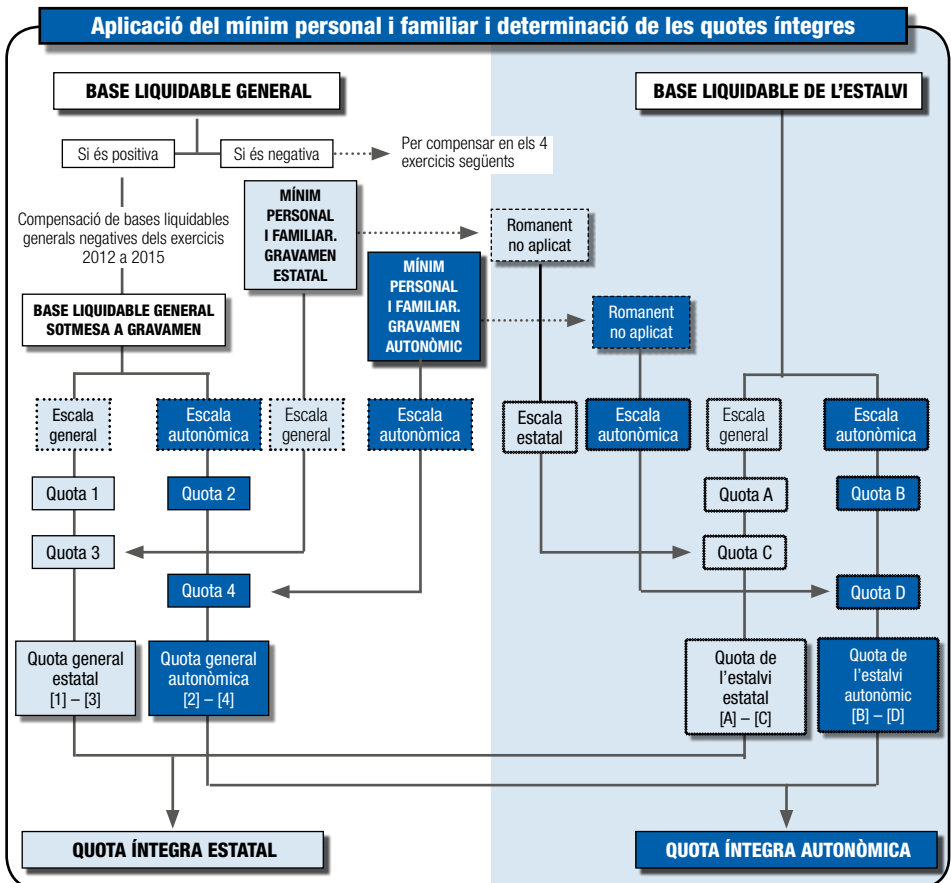 Aplicació del mínim personal i familiar i determinació de les quotes íntegres
BASE LIQUIDABLE GENERAL
BASE LIQUIDABLE DE L'ESTALVI
Si és positiva
Si és negativa
Per compensar en els 4
exercicis següents
Compensació de bases liquidables
generals negatives dels exercicis
2012 a 2015
MÍNIM
PERSONAL
I FAMILIAR.
GRAVAMEN
ESTATAL
Romanent
no aplicat
MÍNIM
PERSONAL
I FAMILIAR.
GRAVAMEN
AUTONÒMIC
Romanent
no aplicat
BASE LIQUIDABLE GENERAL
SOTMESA A GRAVAMEN
Escala
general
Escala
autonòmica
Escala
general
Escala
autonòmica
Escala
estatal
Escala
autonòmica
Escala
general
Escala
autonòmica
Quota 1
Quota 2
Quota A
Quota B
Quota 3
Quota C
Quota 4
Quota D
Quota general
estatal
[1] – [3]
Quota general
autonòmica
[2] – [4]
Quota de
l'estalvi
estatal
[A] – [C]
Quota de
l'estalvi
autonòmic
[B] – [D]
QUOTA ÍNTEGRA ESTATAL
QUOTA ÍNTEGRA AUTONÒMICA